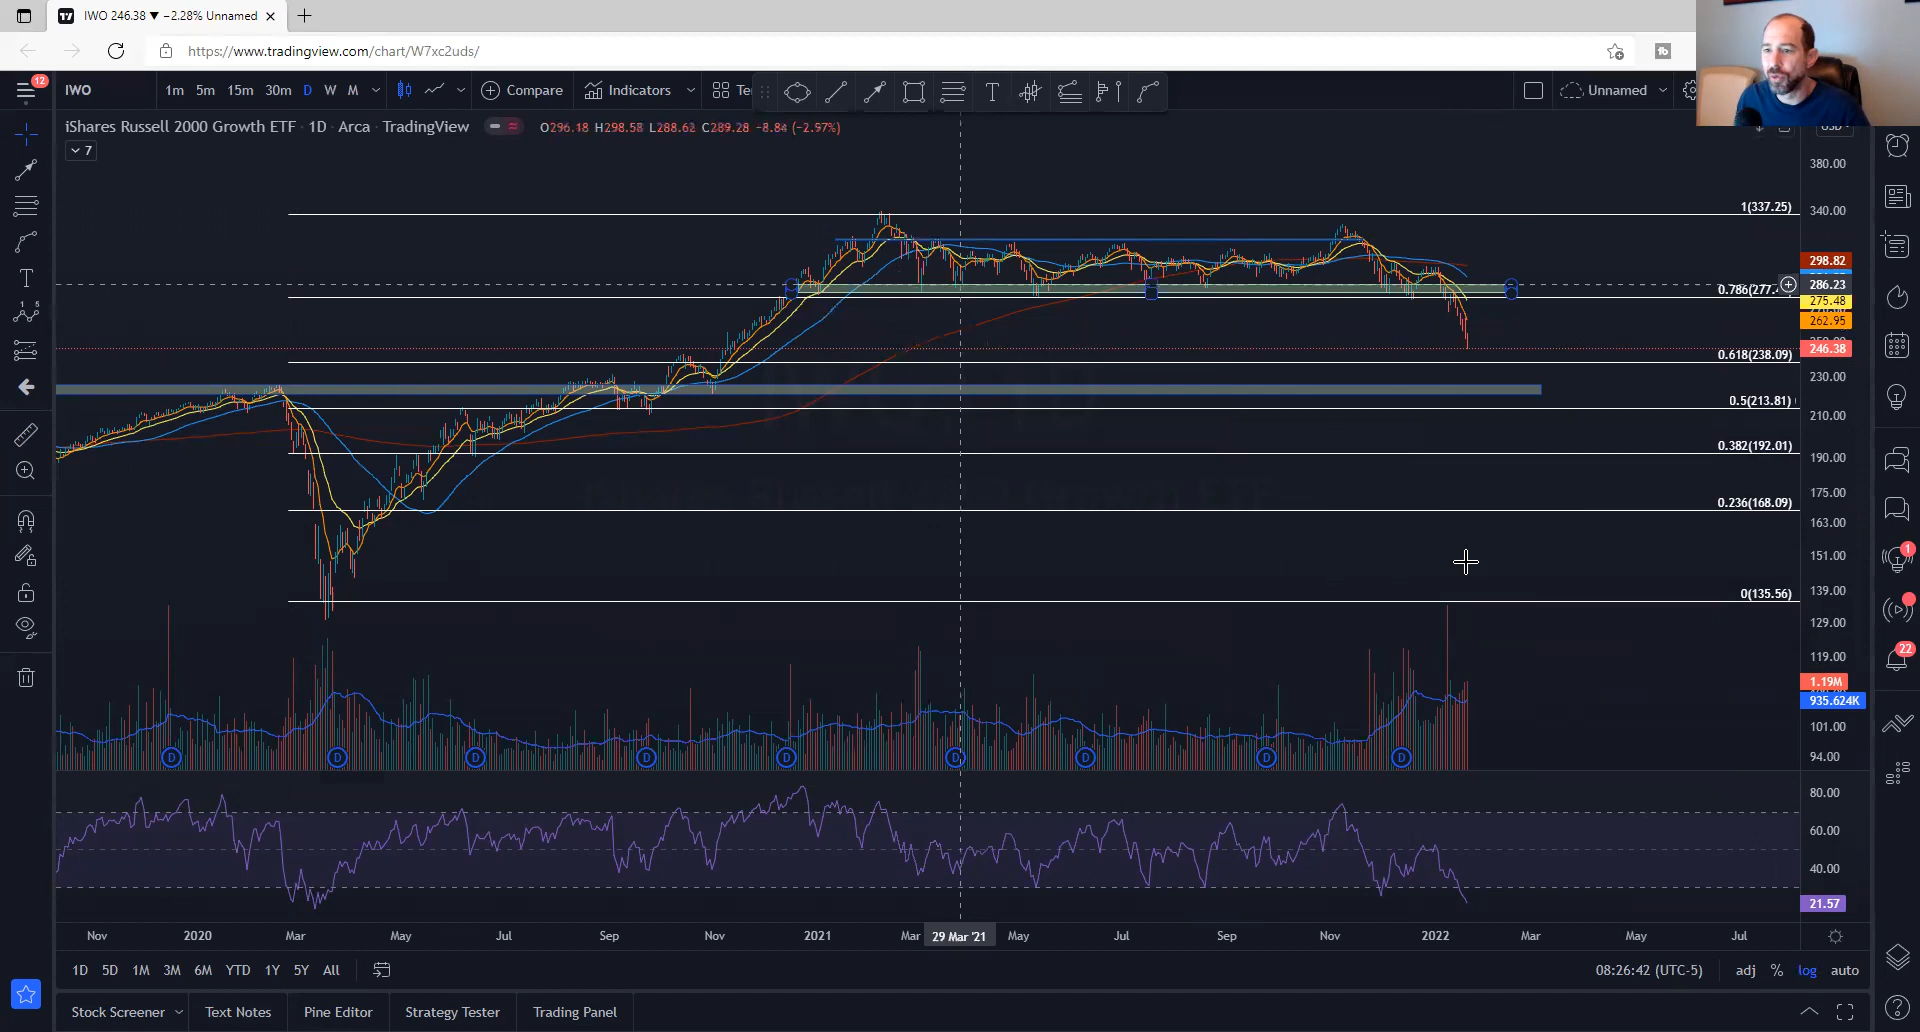 IWO 246.38 ▼ −2.28% Unnamed
https://www.tradingview.com/chart/W7xc2uds/
12
IWO
1m 5m 15m 30m D W M
Compare
Indicators
Te
Unnamed
iShares Russell 2000 Growth ETF · 1D · Arca · TradingView
O296.18 H298.58 L288.62 C289.28 −8.84 (−2.97%)
7
USD
380.00
1(337.25)
340.00
298.82
286.23
0.786(277.
275.48
262.95
246.38
0.618(238.09)
230.00
0.5(213.81)
210.00
0.382(192.01)
190.00
175.00
0.236(168.09)
163.00
151.00
0(135.56)
139.00
129.00
119.00
1.19M
935.624K
101.00
94.00
D D D D D D D D D
80.00
60.00
40.00
21.57
1
22
Nov 2020 Mar May Jul Sep Nov 2021 Mar 29 Mar '21 May Jul Sep Nov 2022 Mar May Jul
1D 5D 1M 3M 6M YTD 1Y 5Y All
08:26:42 (UTC-5)
adj % log auto
Stock Screener
Text Notes
Pine Editor
Strategy Tester
Trading Panel